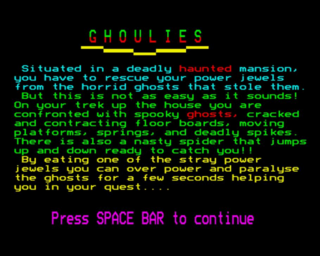 GHOULIES
Situated in a deadly haunted mansion,
you have to rescue your power jewels
from the horrid ghosts that stole them.
But this is not as easy as it sounds!
On your trek up the house you are
confronted with spooky ghosts, cracked
and contracting floor boards, moving
platforms, springs, and deadly spikes.
There is also a nasty spider that jumps
up and down ready to catch you!!
By eating one of the stray power
jewels you can over power and paralyse
the ghosts for a few seconds helping
you in your quest....
Press SPACE BAR to continue